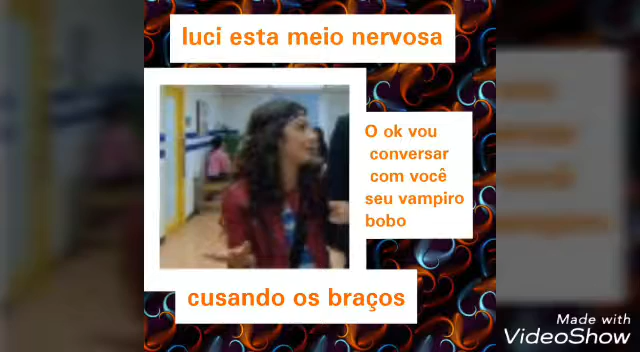 luci esta meio nervosa
O ok vou
conversar
com você
seu vampiro
bobo
cusando os braços
Made with
VideoShow